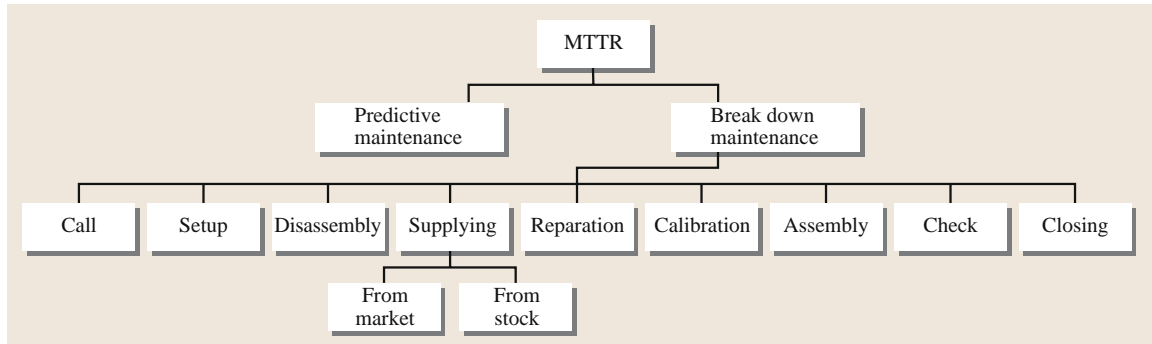 MTTR
Predictive
maintenance
Break down
maintenance
Call
Setup
Disassembly
Supplying
Reparation
Calibration
Assembly
Check
Closing
From
market
From
stock